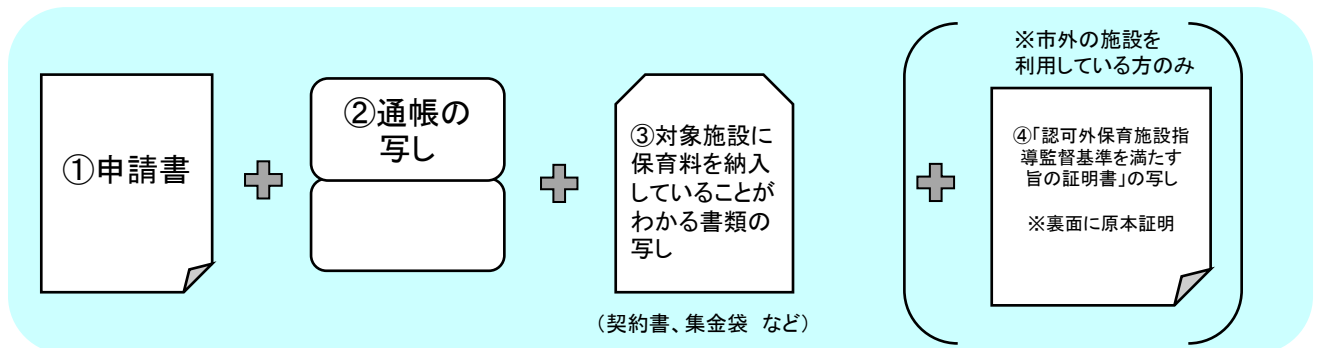 ①申請書
②通帳の
写し
③対象施設に
保育料を納入
していることが
わかる書類の
写し
（契約書、集金袋 など）
※市外の施設を
利用している方のみ
④「認可外保育施設指
導監督基準を満たす
旨の証明書」の写し
※裏面に原本証明